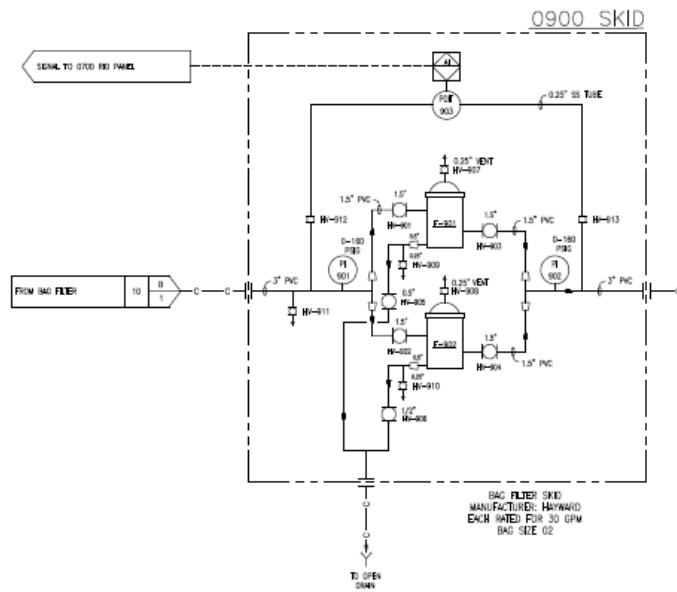 0900 SKID
SIGNAL TO 0700 RIO PANEL
AI
PDIT
903
0.25" SS TUBE
0.25" VENT
HV-907
1.5" PVC
1.5"
HV-912
HV-901
F-901
1.5"
1.5" PVC
HV-913
HV-903
0-160
PSIG
PI
901
0.5"
0.25"
HV-909
0-160
PSIG
PI
902
0.25" VENT
HV-908
FROM BAG FILTER
10
B
1
C
C
3" PVC
0.5"
HV-905
C
3" PVC
HV-911
1.5"
HV-902
F-902
1.5"
HV-904
1.5" PVC
0.5"
0.25"
HV-910
1/2"
HV-906
BAG FILTER SKID
MANUFACTURER: HAYWARD
EACH RATED FOR 30 GPM
BAG SIZE 02
C
C
TO OPEN
DRAIN